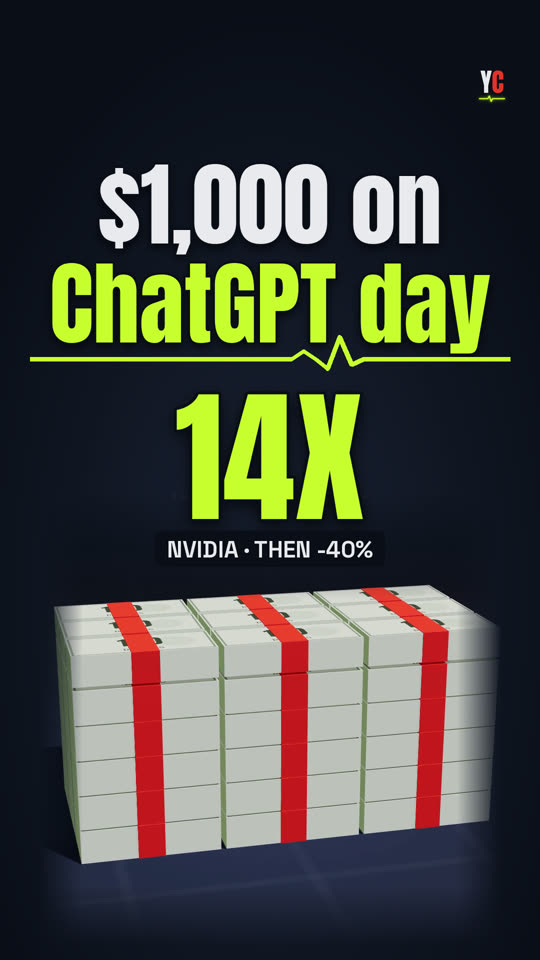 YC
$1,000 on
ChatGPT day
14X
NVIDIA • THEN -40%